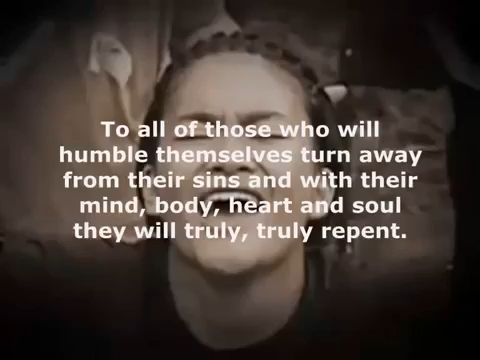 To all of those who will
humble themselves turn away
from their sins and with their
mind, body, heart and soul
they will truly, truly repent.